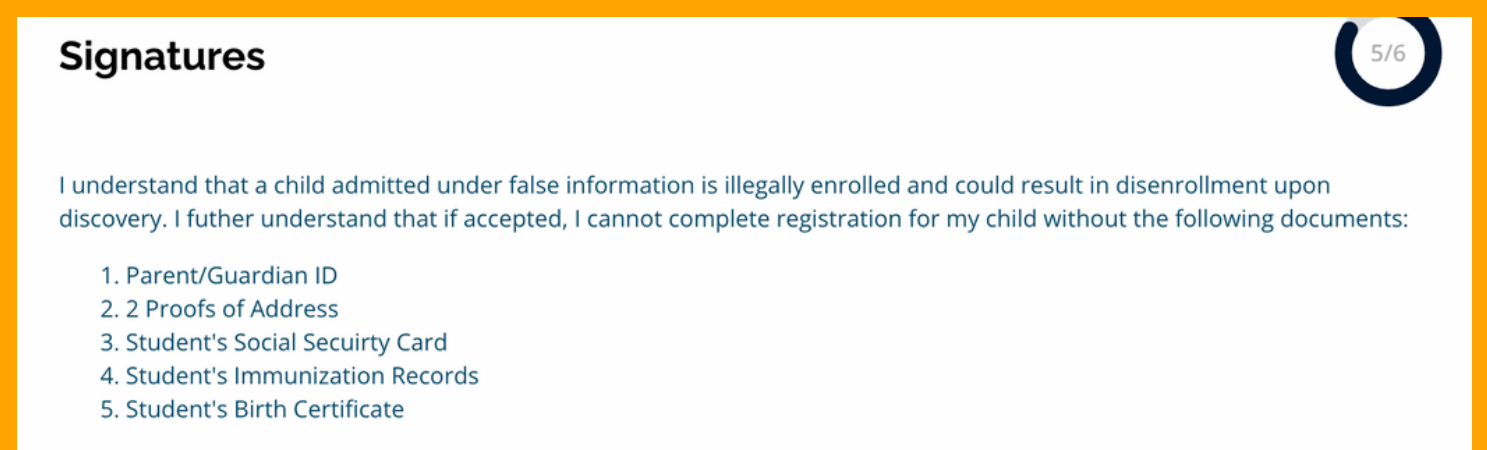 Signatures
5/6
I understand that a child admitted under false information is illegally enrolled and could result in disenrollment upon
discovery. I futher understand that if accepted, I cannot complete registration for my child without the following documents:
1. Parent/Guardian ID
2. 2 Proofs of Address
3. Student's Social Secuirty Card
4. Student's Immunization Records
5. Student's Birth Certificate